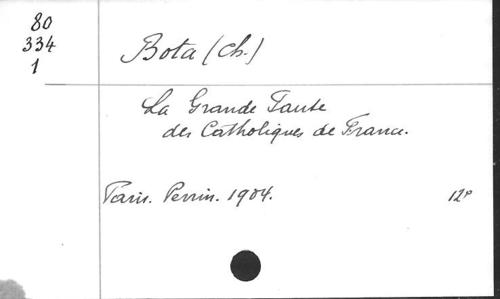 80
334
1
Bota (Ch.)
La Grande Faute
des Catholiques de France.
Paris. Perrin. 1904. 12º